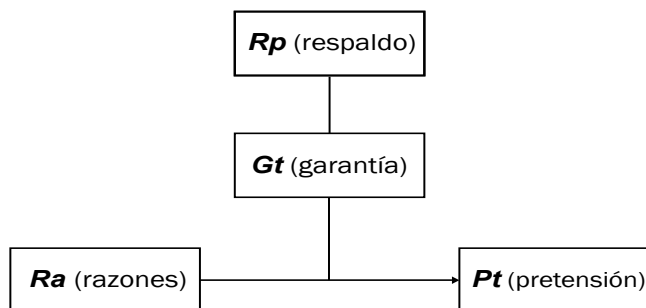 Rp (respaldo)
Gt (garantía)
Ra (razones)
Pt (pretensión)